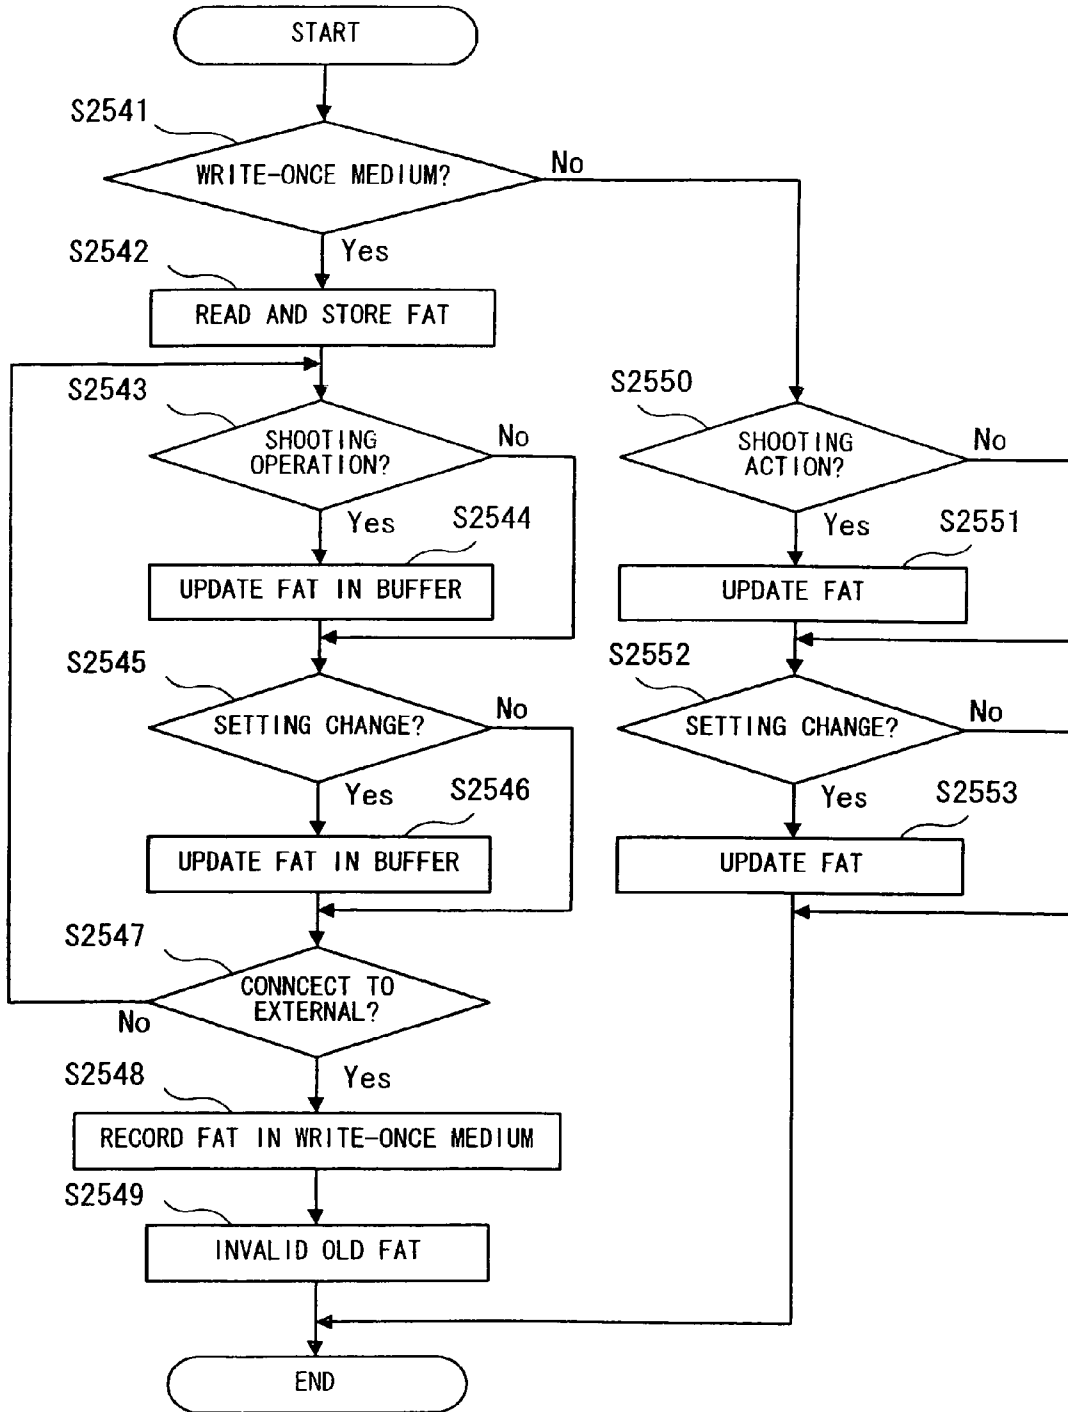 START
S2541
WRITE-ONCE MEDIUM?
No
Yes
S2542
READ AND STORE FAT
S2543
SHOOTING
OPERATION?
No
Yes
S2544
UPDATE FAT IN BUFFER
S2545
SETTING CHANGE?
No
Yes
S2546
UPDATE FAT IN BUFFER
S2547
CONNCECT TO
EXTERNAL?
No
Yes
S2548
RECORD FAT IN WRITE-ONCE MEDIUM
S2549
INVALID OLD FAT
END
S2550
SHOOTING
ACTION?
No
Yes
S2551
UPDATE FAT
S2552
SETTING CHANGE?
No
Yes
S2553
UPDATE FAT